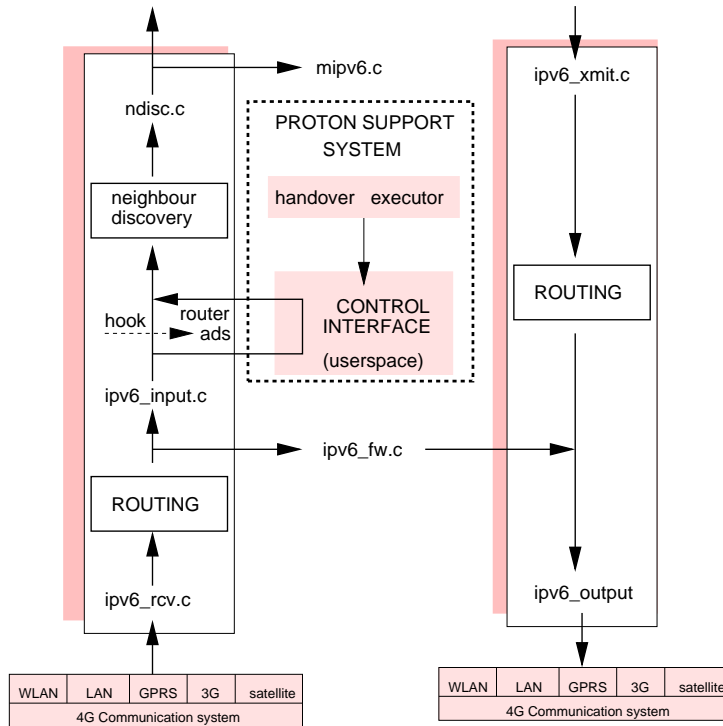 mipv6.c
ipv6_xmit.c
ndisc.c
PROTON SUPPORT
SYSTEM
neighbour
discovery
handover executor
ROUTING
hook
router
ads
CONTROL
INTERFACE
(userspace)
ipv6_input.c
ipv6_fw.c
ROUTING
ipv6_rcv.c
ipv6_output
WLAN LAN GPRS 3G satellite
4G Communication system
WLAN LAN GPRS 3G satellite
4G Communication system